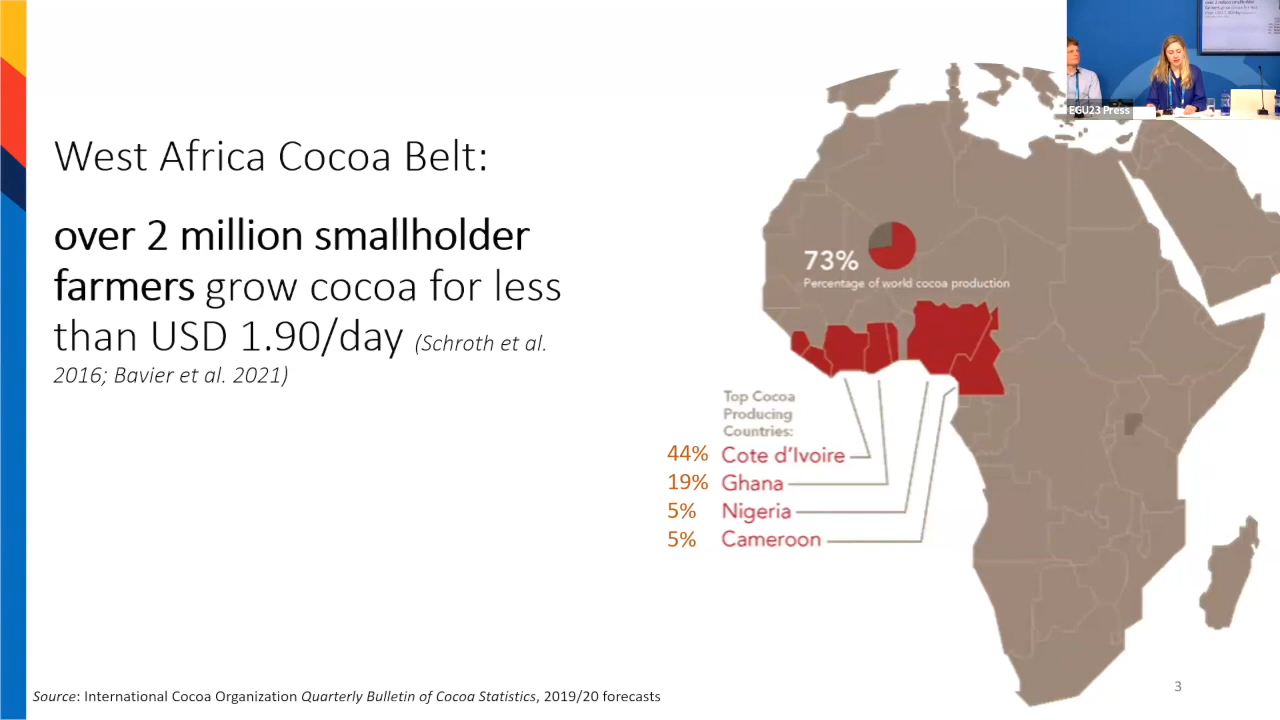 West Africa Cocoa Belt:
over 2 million smallholder
farmers grow cocoa for less
than USD 1.90/day (Schroth et al.
2016; Bavier et al. 2021)
73%
Percentage of world cocoa production
Top Cocoa
Producing
Countries:
44% Cote d'Ivoire
19% Ghana
5% Nigeria
5% Cameroon
Source: International Cocoa Organization Quarterly Bulletin of Cocoa Statistics, 2019/20 forecasts
3
EGU23 Press